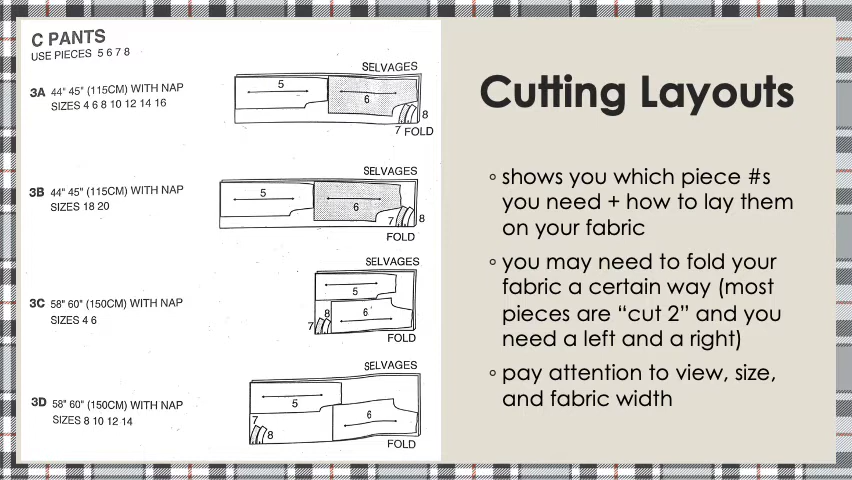 C PANTS
USE PIECES 5 6 7 8
3A 44" 45" (115CM) WITH NAP
SIZES 4 6 8 10 12 14 16
SELVAGES
5
6
8
7 FOLD
3B 44" 45" (115CM) WITH NAP
SIZES 18 20
SELVAGES
5
6
7 8
FOLD
3C 58" 60" (150CM) WITH NAP
SIZES 4 6
SELVAGES
5
6
7 8
FOLD
3D 58" 60" (150CM) WITH NAP
SIZES 8 10 12 14
SELVAGES
5
6
7
8
FOLD
Cutting Layouts
◦ shows you which piece #s
you need + how to lay them
on your fabric
◦ you may need to fold your
fabric a certain way (most
pieces are “cut 2” and you
need a left and a right)
◦ pay attention to view, size,
and fabric width